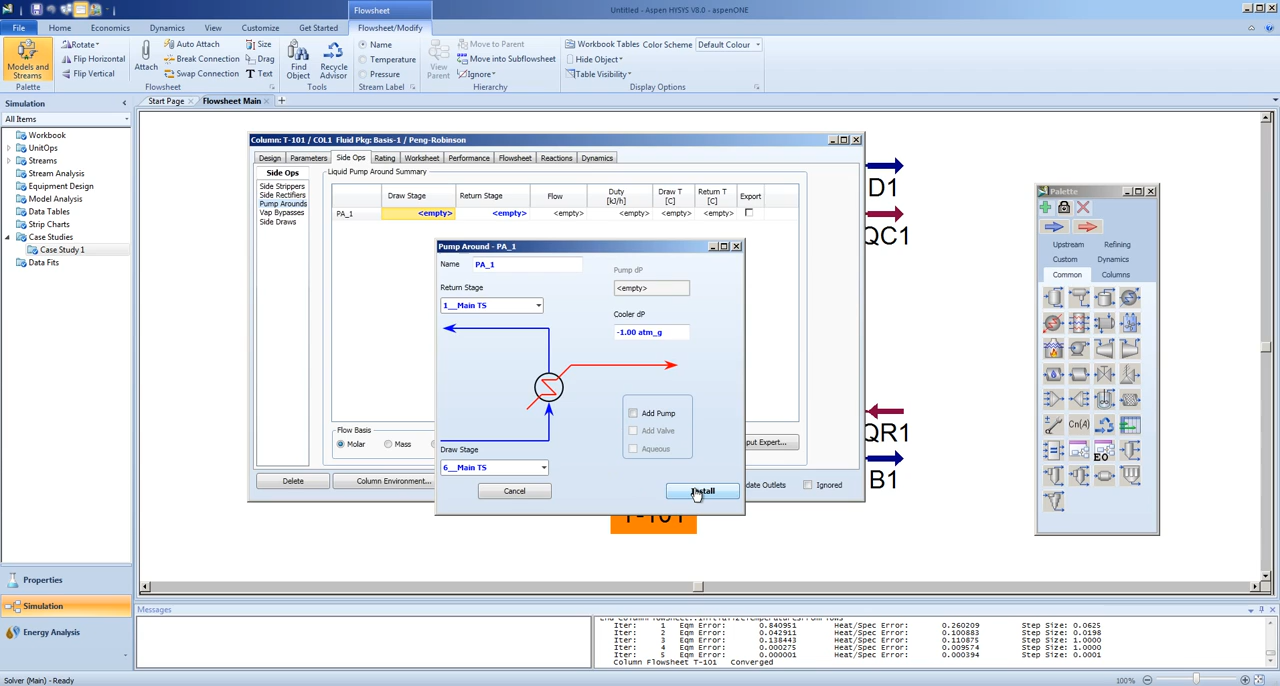 Flowsheet
Untitled - Aspen HYSYS V8.0 - aspenONE
File Home Economics Dynamics View Customize Get Started Flowsheet/Modify
Models and Streams
Palette
Rotate
Flip Horizontal
Flip Vertical
Attach
Auto Attach
Break Connection
Swap Connection
Size
Drag
Text
Flowsheet
Find Object
Recycle Advisor
Tools
Name
Temperature
Pressure
Stream Label
View Parent
Move to Parent
Move into Subflowsheet
Ignore
Hierarchy
Workbook Tables Color Scheme Default Colour
Hide Object
Table Visibility
Display Options
Simulation
All Items
Workbook
UnitOps
Streams
Stream Analysis
Equipment Design
Model Analysis
Data Tables
Strip Charts
Case Studies
Case Study 1
Data Fits
Properties
Simulation
Energy Analysis
Start Page Flowsheet Main
Column: T-101 / COL1 Fluid Pkg: Basis-1 / Peng-Robinson
Design Parameters Side Ops Rating Worksheet Performance Flowsheet Reactions Dynamics
Side Ops
Side Strippers
Side Rectifiers
Pump Arounds
Vap Bypasses
Side Draws
Liquid Pump Around Summary
Draw Stage Return Stage Flow Duty [kJ/h] Draw T [C] Return T [C] Export
PA_1 <empty> <empty> <empty> <empty> <empty> <empty>
Flow Basis
Molar Mass
Delete Column Environment... Ignored
Pump Around - PA_1
Name PA_1
Return Stage
1__Main TS
Pump dP
<empty>
Cooler dP
-1.00 atm_g
Add Pump
Add Valve
Aqueous
Draw Stage
6__Main TS
Cancel Install
D1
QC1
QR1
B1
T-101
Palette
Upstream Refining
Custom Dynamics
Common Columns
Cn(A)
EO
Messages
Iter: 1 Eqm Error: 0.840951 Heat/Spec Error: 0.260209 Step Size: 0.0625
Iter: 2 Eqm Error: 0.042911 Heat/Spec Error: 0.100883 Step Size: 0.0198
Iter: 3 Eqm Error: 0.138443 Heat/Spec Error: 0.110875 Step Size: 1.0000
Iter: 4 Eqm Error: 0.000275 Heat/Spec Error: 0.009574 Step Size: 1.0000
Iter: 5 Eqm Error: 0.000001 Heat/Spec Error: 0.000394 Step Size: 0.0001
Column Flowsheet T-101 Converged
Solver (Main) - Ready
100%